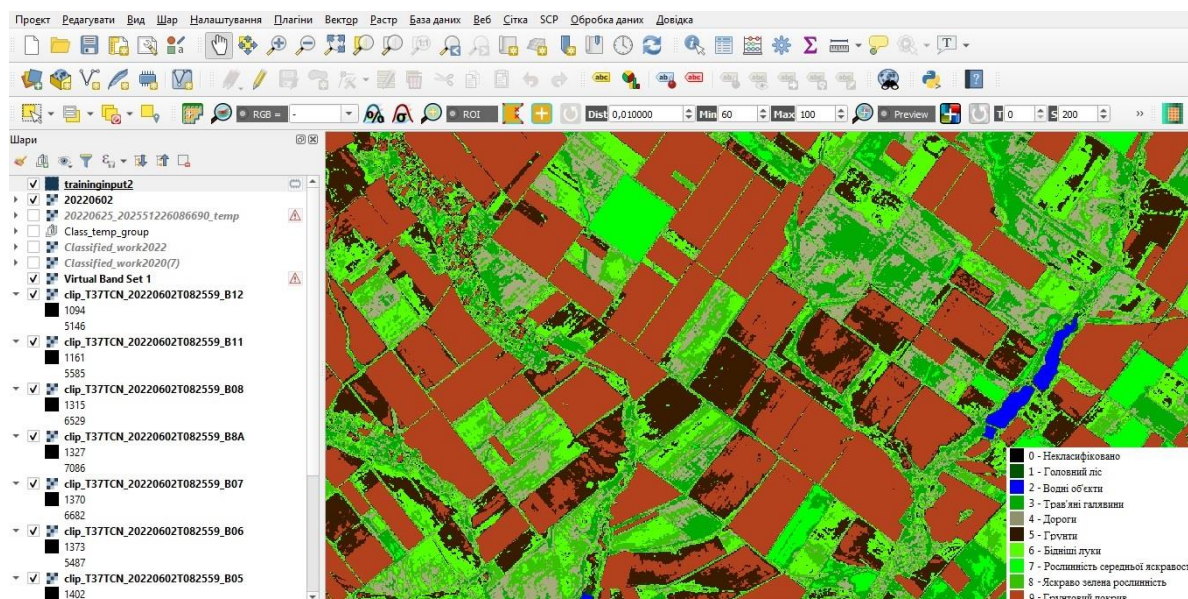 Проєкт Редагувати Вид Шар Налаштування Плагіни Вектор Растр База даних Веб Сітка SCP Обробка даних Довідка
RGB = - ROI Dist 0,010000 Min 60 Max 100 Preview T 0 S 200 »
Шари
traininginput2
20220602
20220625_202551226086690_temp
Class_temp_group
Classified_work2022
Classified_work2020(7)
Virtual Band Set 1
clip_T37TCN_20220602T082559_B12
1094
5146
clip_T37TCN_20220602T082559_B11
1161
5585
clip_T37TCN_20220602T082559_B08
1315
6529
clip_T37TCN_20220602T082559_B8A
1327
7086
clip_T37TCN_20220602T082559_B07
1370
6682
clip_T37TCN_20220602T082559_B06
1373
5487
clip_T37TCN_20220602T082559_B05
1402
0 - Некласифіковано
1 - Головний ліс
2 - Водні об'єкти
3 - Трав'яні галявини
4 - Дороги
5 - Грунти
6 - Бідніші луки
7 - Рослинність середньої яскравост
8 - Яскраво зелена рослинність
9 - Грунтовий покрив